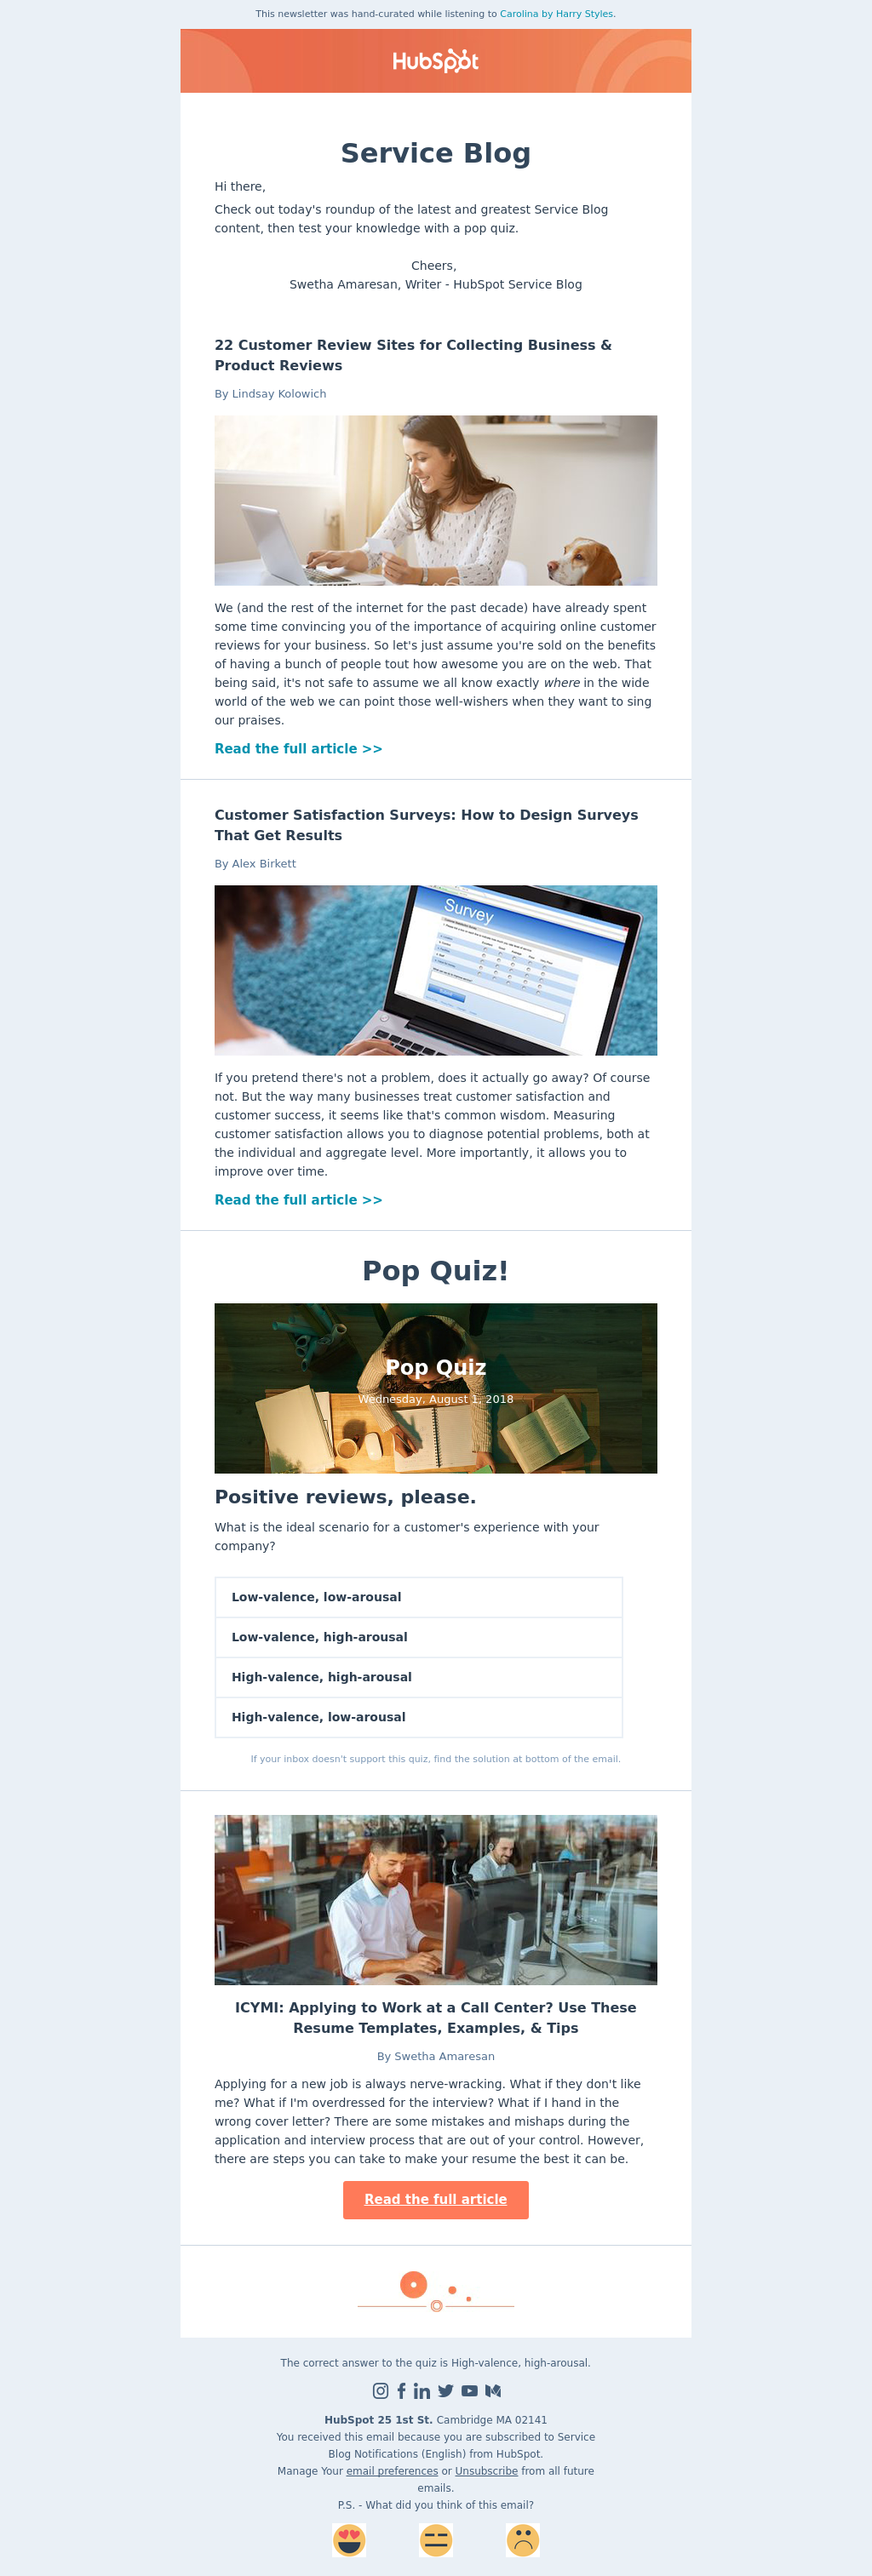 This newsletter was hand-curated while listening to Carolina by Harry Styles.
HubSpot
Service Blog
Hi there,
Check out today's roundup of the latest and greatest Service Blog
content, then test your knowledge with a pop quiz.
Cheers,
Swetha Amaresan, Writer - HubSpot Service Blog
22 Customer Review Sites for Collecting Business &
Product Reviews
By Lindsay Kolowich
We (and the rest of the internet for the past decade) have already spent
some time convincing you of the importance of acquiring online customer
reviews for your business. So let's just assume you're sold on the benefits
of having a bunch of people tout how awesome you are on the web. That
being said, it's not safe to assume we all know exactly where in the wide
world of the web we can point those well-wishers when they want to sing
our praises.
Read the full article >>
Customer Satisfaction Surveys: How to Design Surveys
That Get Results
By Alex Birkett
Survey
If you pretend there's not a problem, does it actually go away? Of course
not. But the way many businesses treat customer satisfaction and
customer success, it seems like that's common wisdom. Measuring
customer satisfaction allows you to diagnose potential problems, both at
the individual and aggregate level. More importantly, it allows you to
improve over time.
Read the full article >>
Pop Quiz!
Pop Quiz
Wednesday, August 1, 2018
Positive reviews, please.
What is the ideal scenario for a customer's experience with your
company?
Low-valence, low-arousal
Low-valence, high-arousal
High-valence, high-arousal
High-valence, low-arousal
If your inbox doesn't support this quiz, find the solution at bottom of the email.
ICYMI: Applying to Work at a Call Center? Use These
Resume Templates, Examples, & Tips
By Swetha Amaresan
Applying for a new job is always nerve-wracking. What if they don't like
me? What if I'm overdressed for the interview? What if I hand in the
wrong cover letter? There are some mistakes and mishaps during the
application and interview process that are out of your control. However,
there are steps you can take to make your resume the best it can be.
Read the full article
The correct answer to the quiz is High-valence, high-arousal.
HubSpot 25 1st St. Cambridge MA 02141
You received this email because you are subscribed to Service
Blog Notifications (English) from HubSpot.
Manage Your email preferences or Unsubscribe from all future
emails.
P.S. - What did you think of this email?